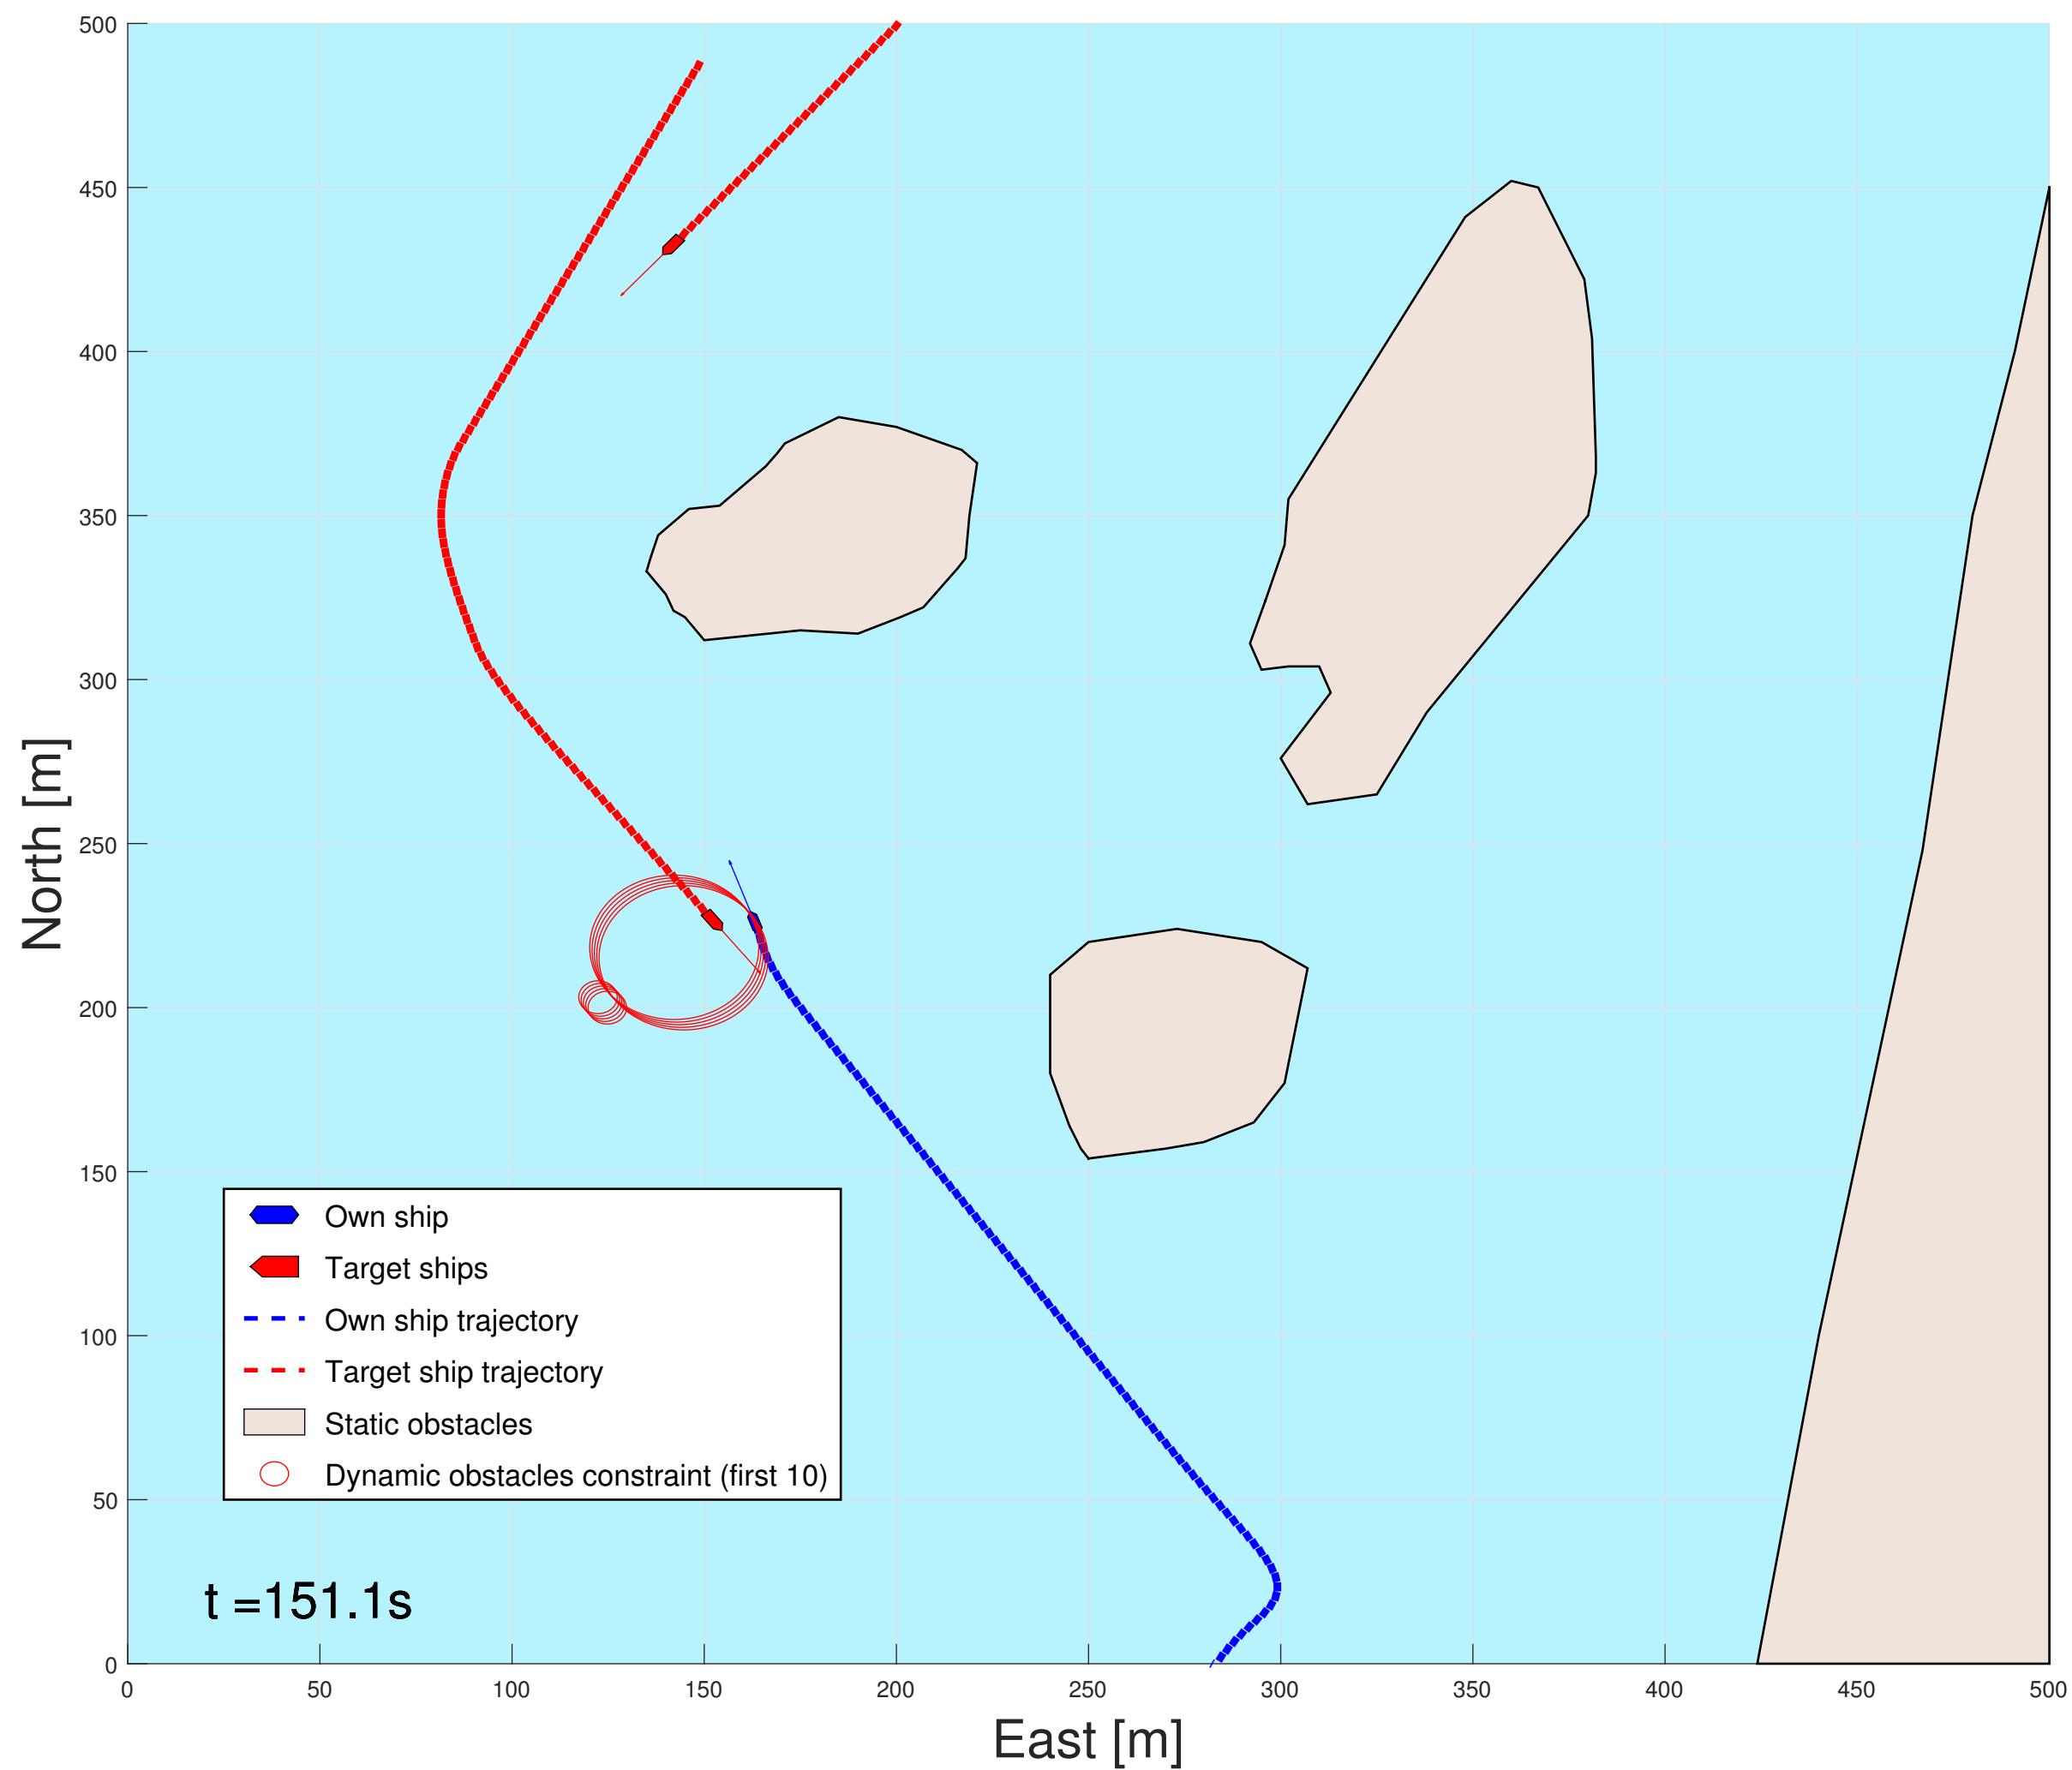 500
450
400
350
300
250
200
150
100
50
0
North [m]
Own ship
Target ships
Own ship trajectory
Target ship trajectory
Static obstacles
Dynamic obstacles constraint (first 10)
t =151.1s
0 50 100 150 200 250 300 350 400 450 500
East [m]